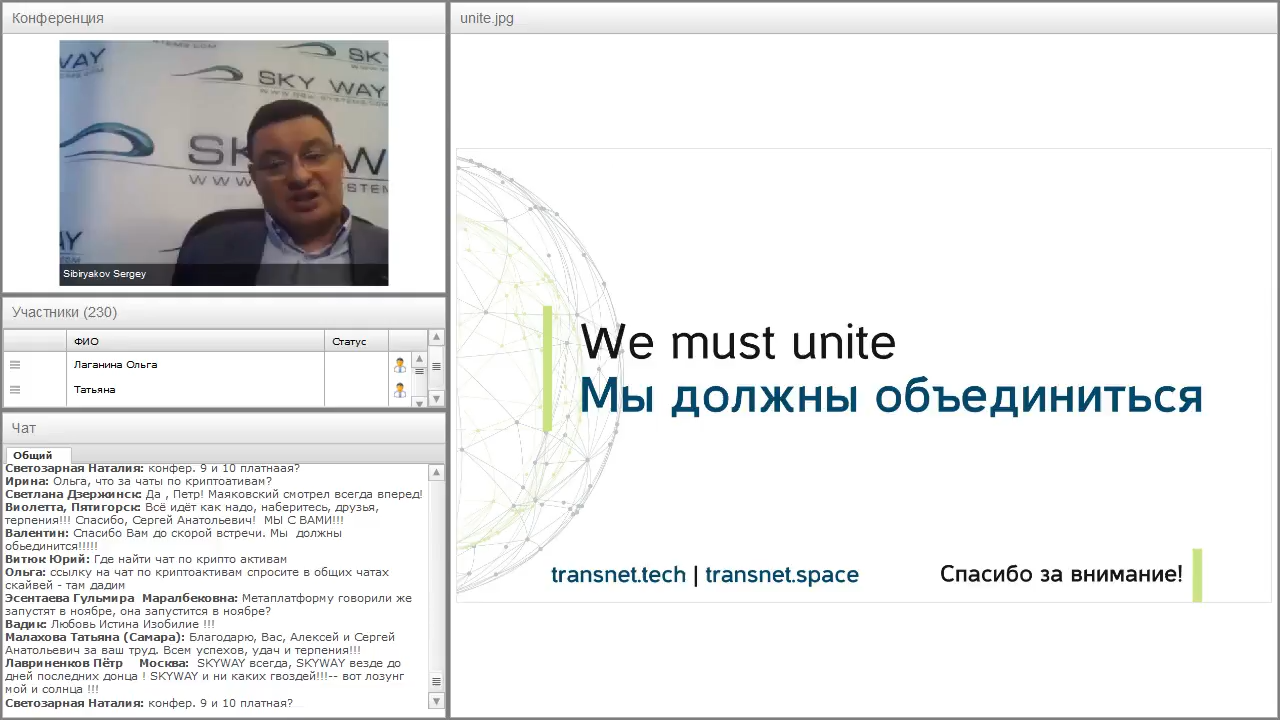 Конференция
unite.jpg
WAY
SKY WAY
SK
W
Sibiryakov Sergey
Участники (230)
ФИО
Статус
Лаганина Ольга
Татьяна
Чат
Общий
Светозарная Наталия: конфер. 9 и 10 платнаая?
Ирина: Ольга, что за чаты по криптоативам?
Светлана Дзержинск: Да , Петр! Маяковский смотрел всегда вперед!
Виолетта, Пятигорск: Всё идёт как надо, наберитесь, друзья,
терпения!!! Спасибо, Сергей Анатольевич!  МЫ С ВАМИ!!!
Валентин: Спасибо Вам до скорой встречи. Мы  должны
обьединится!!!!!
Витюк Юрий: Где найти чат по крипто активам
Ольга: ссылку на чат по криптоактивам спросите в общих чатах
скайвей - там дадим
Эсентаева Гульмира  Маралбековна: Метаплатформу говорили же
запустят в ноябре, она запустится в ноябре?
Вадик: Любовь Истина Изобилие !!!
Малахова Татьяна (Самара): Благодарю, Вас, Алексей и Сергей
Анатольевич за ваш труд. Всем успехов, удач и терпения!!!
Лавриненков Пётр    Москва:  SKYWAY всегда, SKYWAY везде до
дней последних донца ! SKYWAY и ни каких гвоздей!!!-- вот лозунг
мой и солнца !!!
Светозарная Наталия: конфер. 9 и 10 платная?
We must unite
Мы должны объединиться
transnet.tech | transnet.space
Спасибо за внимание!